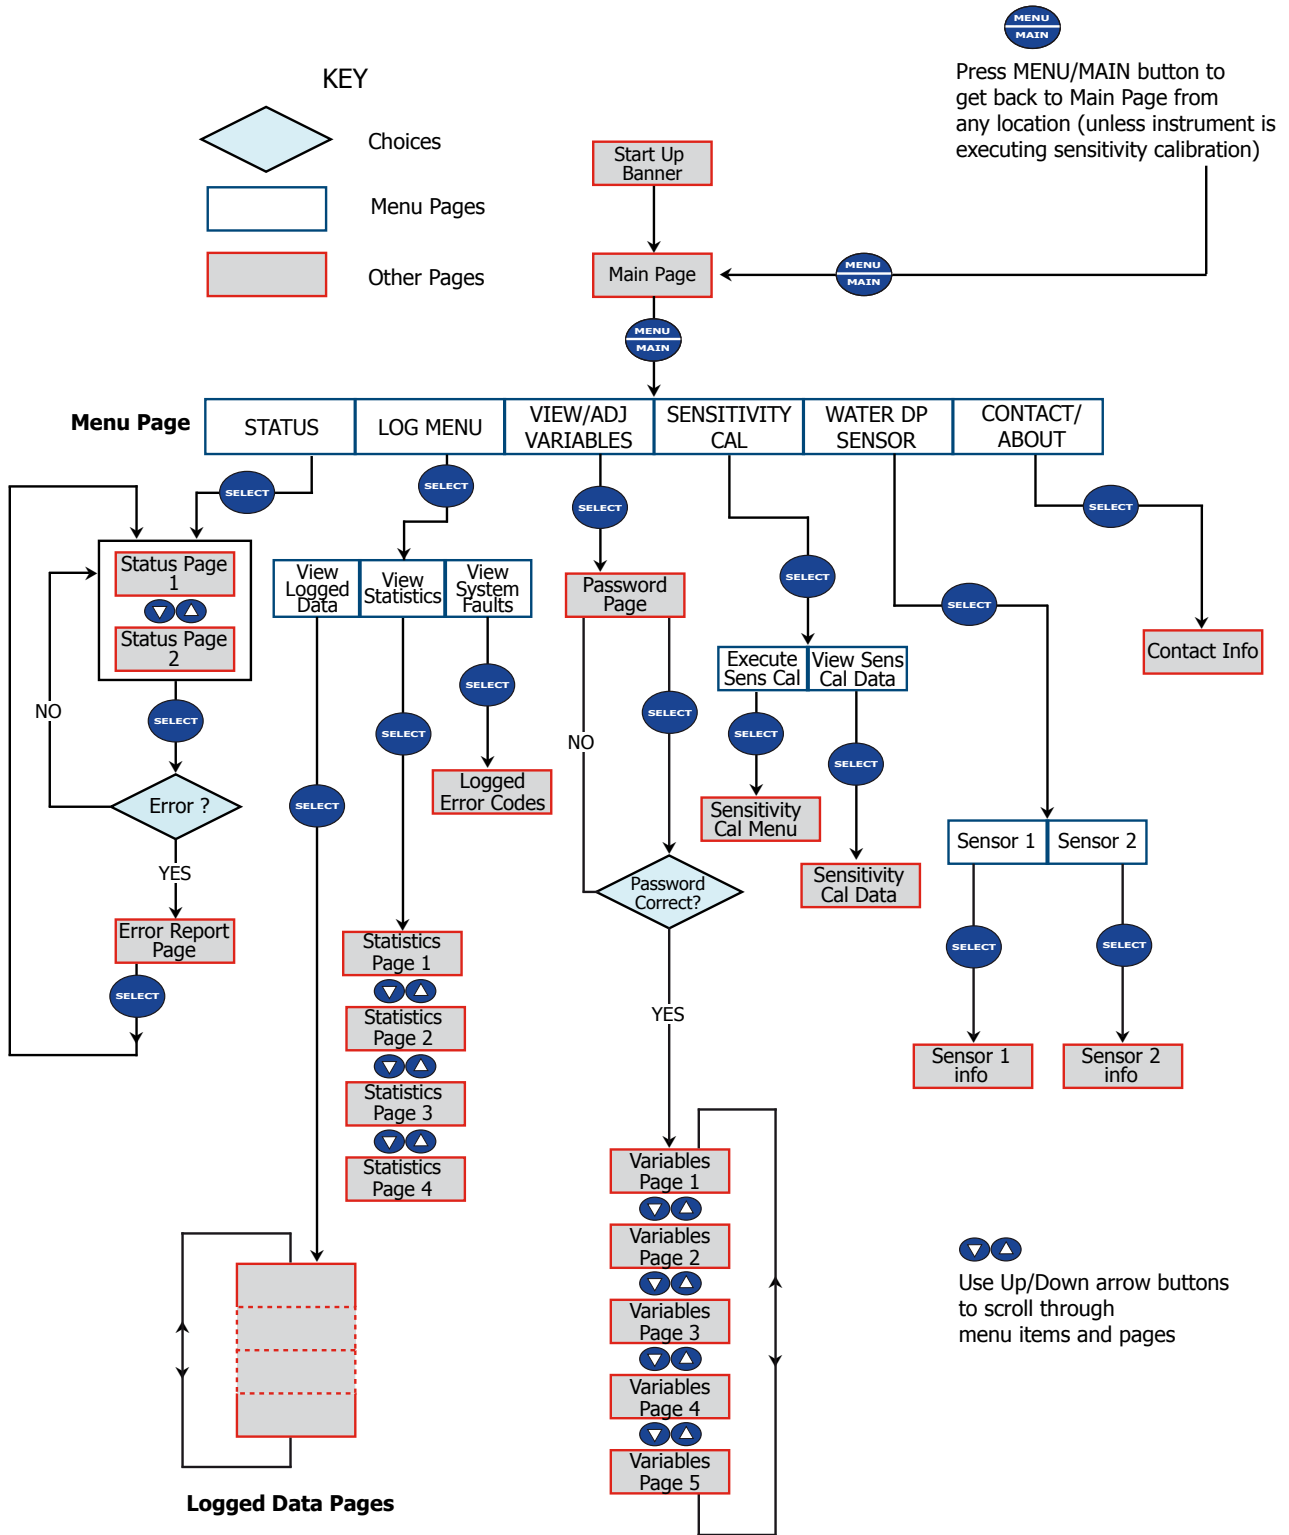 MENU
MAIN
Press MENU/MAIN button to
get back to Main Page from
any location (unless instrument is
executing sensitivity calibration)
KEY
Choices
Menu Pages
Other Pages
Start Up
Banner
Main Page
MENU
MAIN
MENU
MAIN
Menu Page
STATUS
LOG MENU
VIEW/ADJ
VARIABLES
SENSITIVITY
CAL
WATER DP
SENSOR
CONTACT/
ABOUT
SELECT
SELECT
SELECT
SELECT
SELECT
SELECT
Status Page
1
Status Page
2
NO
SELECT
Error ?
YES
Error Report
Page
SELECT
View
Logged
Data
View
Statistics
View
System
Faults
SELECT
SELECT
SELECT
Logged
Error Codes
Statistics
Page 1
Statistics
Page 2
Statistics
Page 3
Statistics
Page 4
Logged Data Pages
Password
Page
NO
SELECT
Password
Correct?
YES
Variables
Page 1
Variables
Page 2
Variables
Page 3
Variables
Page 4
Variables
Page 5
Execute
Sens Cal
View Sens
Cal Data
SELECT
SELECT
Sensitivity
Cal Menu
Sensitivity
Cal Data
Sensor 1
Sensor 2
SELECT
SELECT
Sensor 1
info
Sensor 2
info
Contact Info
Use Up/Down arrow buttons
to scroll through
menu items and pages